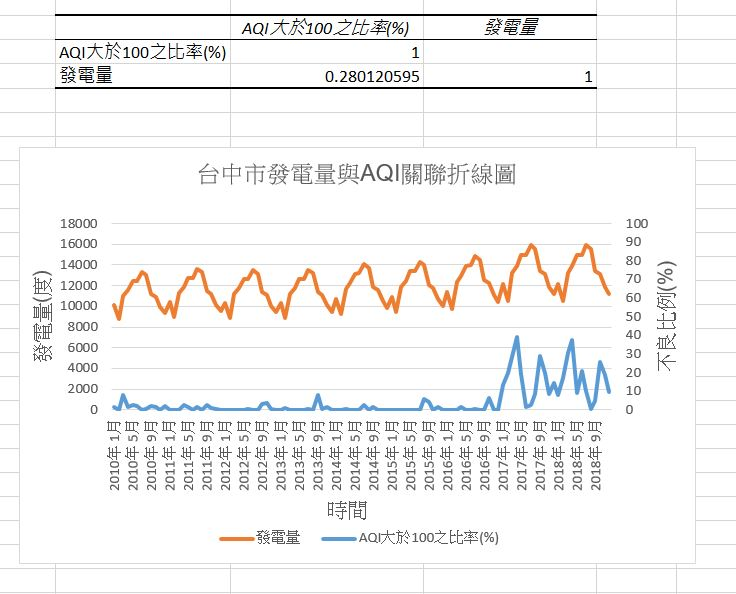 AQI大於100之比率(%) 發電量
AQI大於100之比率(%) 1
發電量 0.280120595 1
台中市發電量與AQI關聯折線圖
18000
16000
14000
12000
10000
8000
6000
4000
2000
0
發電量(度)
100
90
80
70
60
50
40
30
20
10
0
不良比例(%)
2010年 1月
2010年 5月
2010年 9月
2011年 1月
2011年 5月
2011年 9月
2012年 1月
2012年 5月
2012年 9月
2013年 1月
2013年 5月
2013年 9月
2014年 1月
2014年 5月
2014年 9月
2015年 1月
2015年 5月
2015年 9月
2016年 1月
2016年 5月
2016年 9月
2017年 1月
2017年 5月
2017年 9月
2018年 1月
2018年 5月
2018年 9月
時間
發電量 AQI大於100之比率(%)